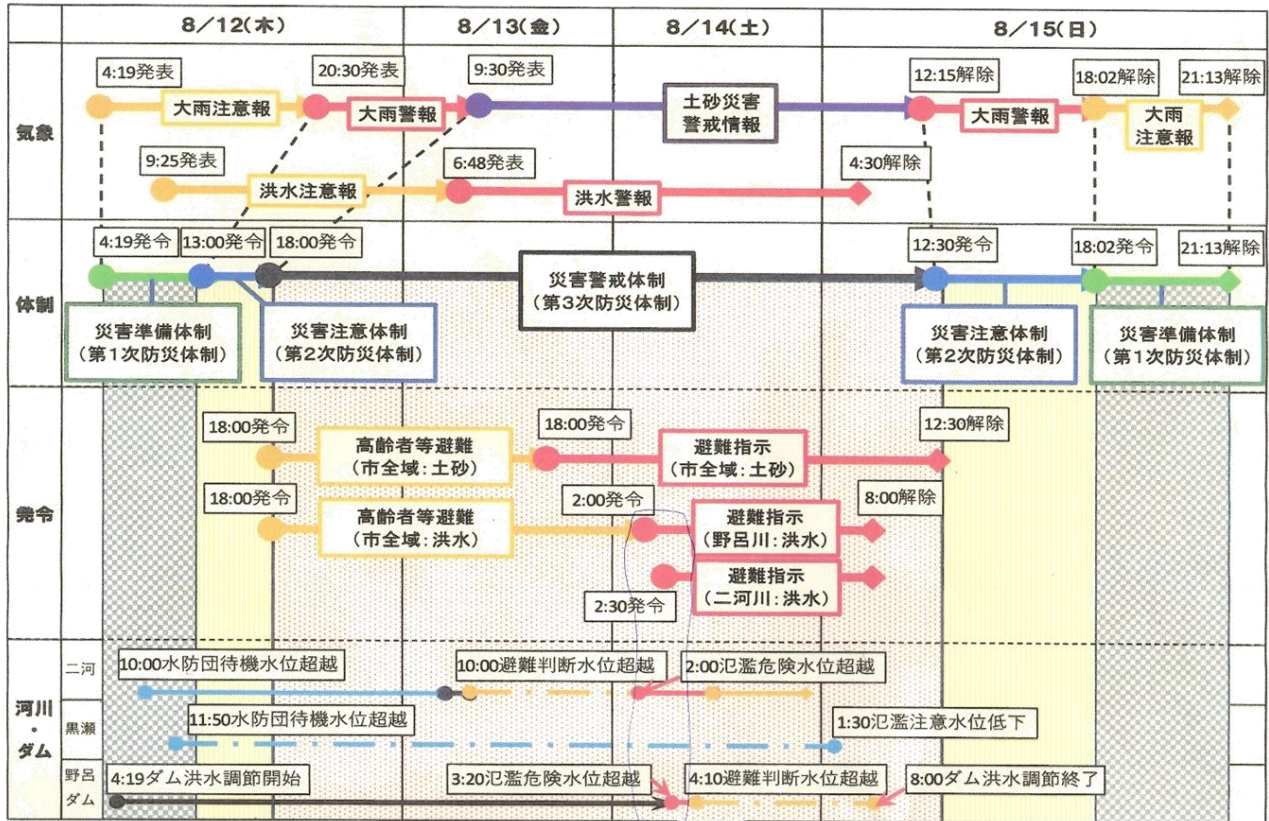 8/12(木)
8/13(金)
8/14(土)
8/15(日)
気象
4:19発表
20:30発表
9:30発表
12:15解除
18:02解除
21:13解除
大雨注意報
大雨警報
土砂災害
警戒情報
大雨警報
大雨
注意報
9:25発表
6:48発表
4:30解除
洪水注意報
洪水警報
体制
4:19発令
13:00発令
18:00発令
12:30発令
18:02発令
21:13解除
災害警戒体制
(第3次防災体制)
災害準備体制
(第1次防災体制)
災害注意体制
(第2次防災体制)
災害注意体制
(第2次防災体制)
災害準備体制
(第1次防災体制)
発令
18:00発令
高齢者等避難
(市全域:土砂)
18:00発令
避難指示
(市全域:土砂)
12:30解除
18:00発令
高齢者等避難
(市全域:洪水)
2:00発令
避難指示
(野呂川:洪水)
8:00解除
2:30発令
避難指示
(二河川:洪水)
河川
・
ダム
二河
10:00水防団待機水位超越
10:00避難判断水位超越
2:00氾濫危険水位超越
黒瀬
11:50水防団待機水位超越
1:30氾濫注意水位低下
野呂
ダム
4:19ダム洪水調節開始
3:20氾濫危険水位超越
4:10避難判断水位超越
8:00ダム洪水調節終了